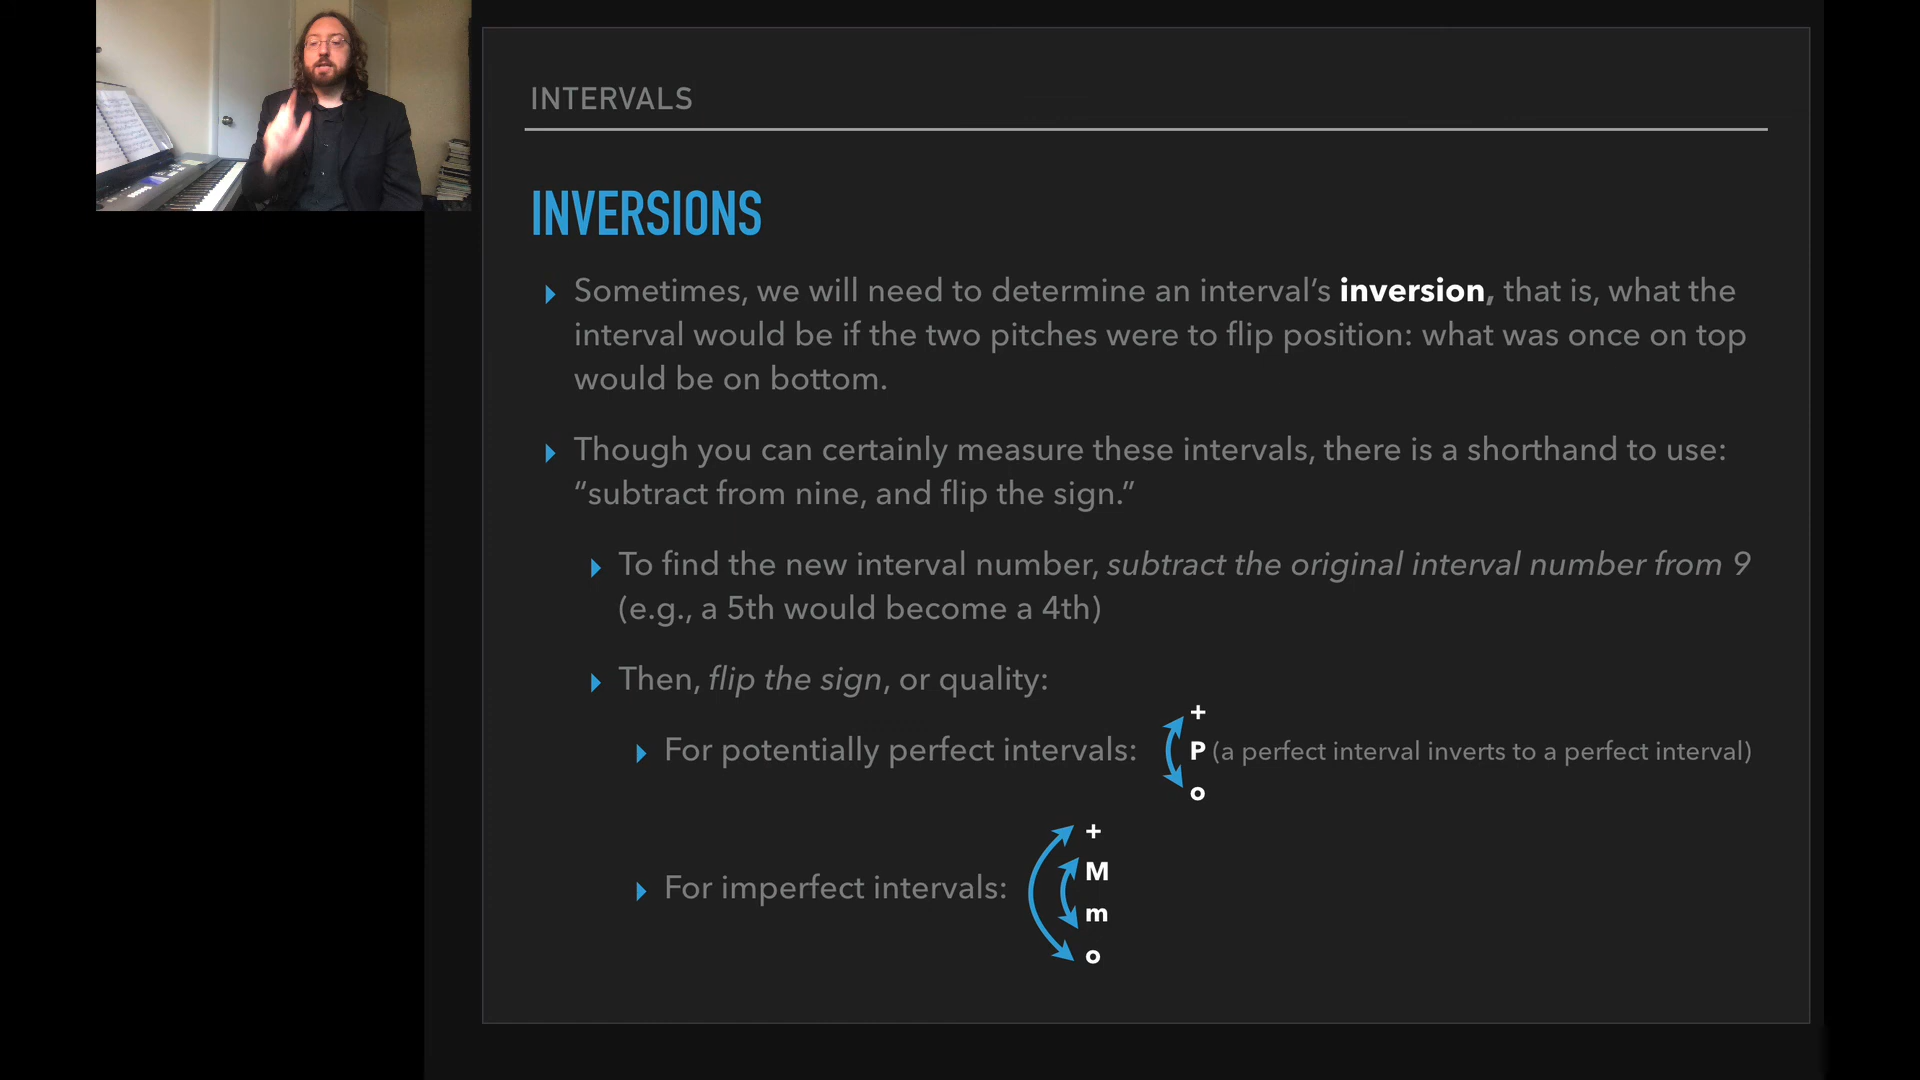 INTERVALS
INVERSIONS
Sometimes, we will need to determine an interval’s inversion, that is, what the
interval would be if the two pitches were to flip position: what was once on top
would be on bottom.
Though you can certainly measure these intervals, there is a shorthand to use:
“subtract from nine, and flip the sign.”
To find the new interval number, subtract the original interval number from 9
(e.g., a 5th would become a 4th)
Then, flip the sign, or quality:
+
For potentially perfect intervals: P (a perfect interval inverts to a perfect interval)
o
+
M
For imperfect intervals:
m
o